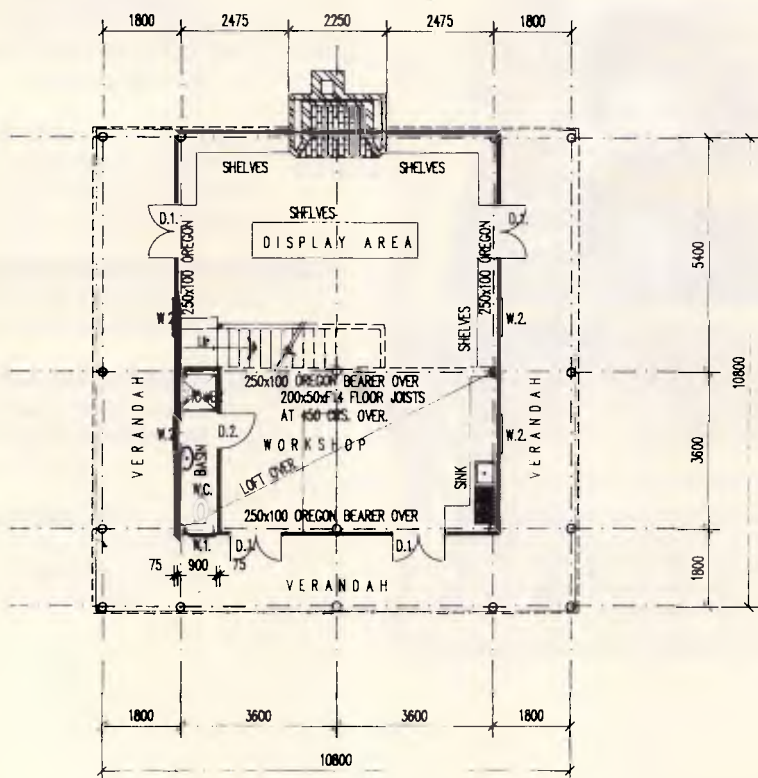 1800 2475 2250 2475 1800
SHELVES SHELVES
SHELVES
D.1. DISPLAY AREA D.1.
250x100 OREGON
250x100 OREGON
5400
W.2. SHELVES W.2.
UP
10800
250x100 OREGON BEARER OVER
200x50xF14 FLOOR JOISTS
AT 450 CRS. OVER.
VERANDAH
VERANDAH
W.2. D.2. WORKSHOP W.2.
3600
BASIN
LOFT OVER
SINK
W.C.
250x100 OREGON BEARER OVER
W.1. D.1. D.1.
75 900 75
VERANDAH
1800
1800 3600 3600 1800
10800